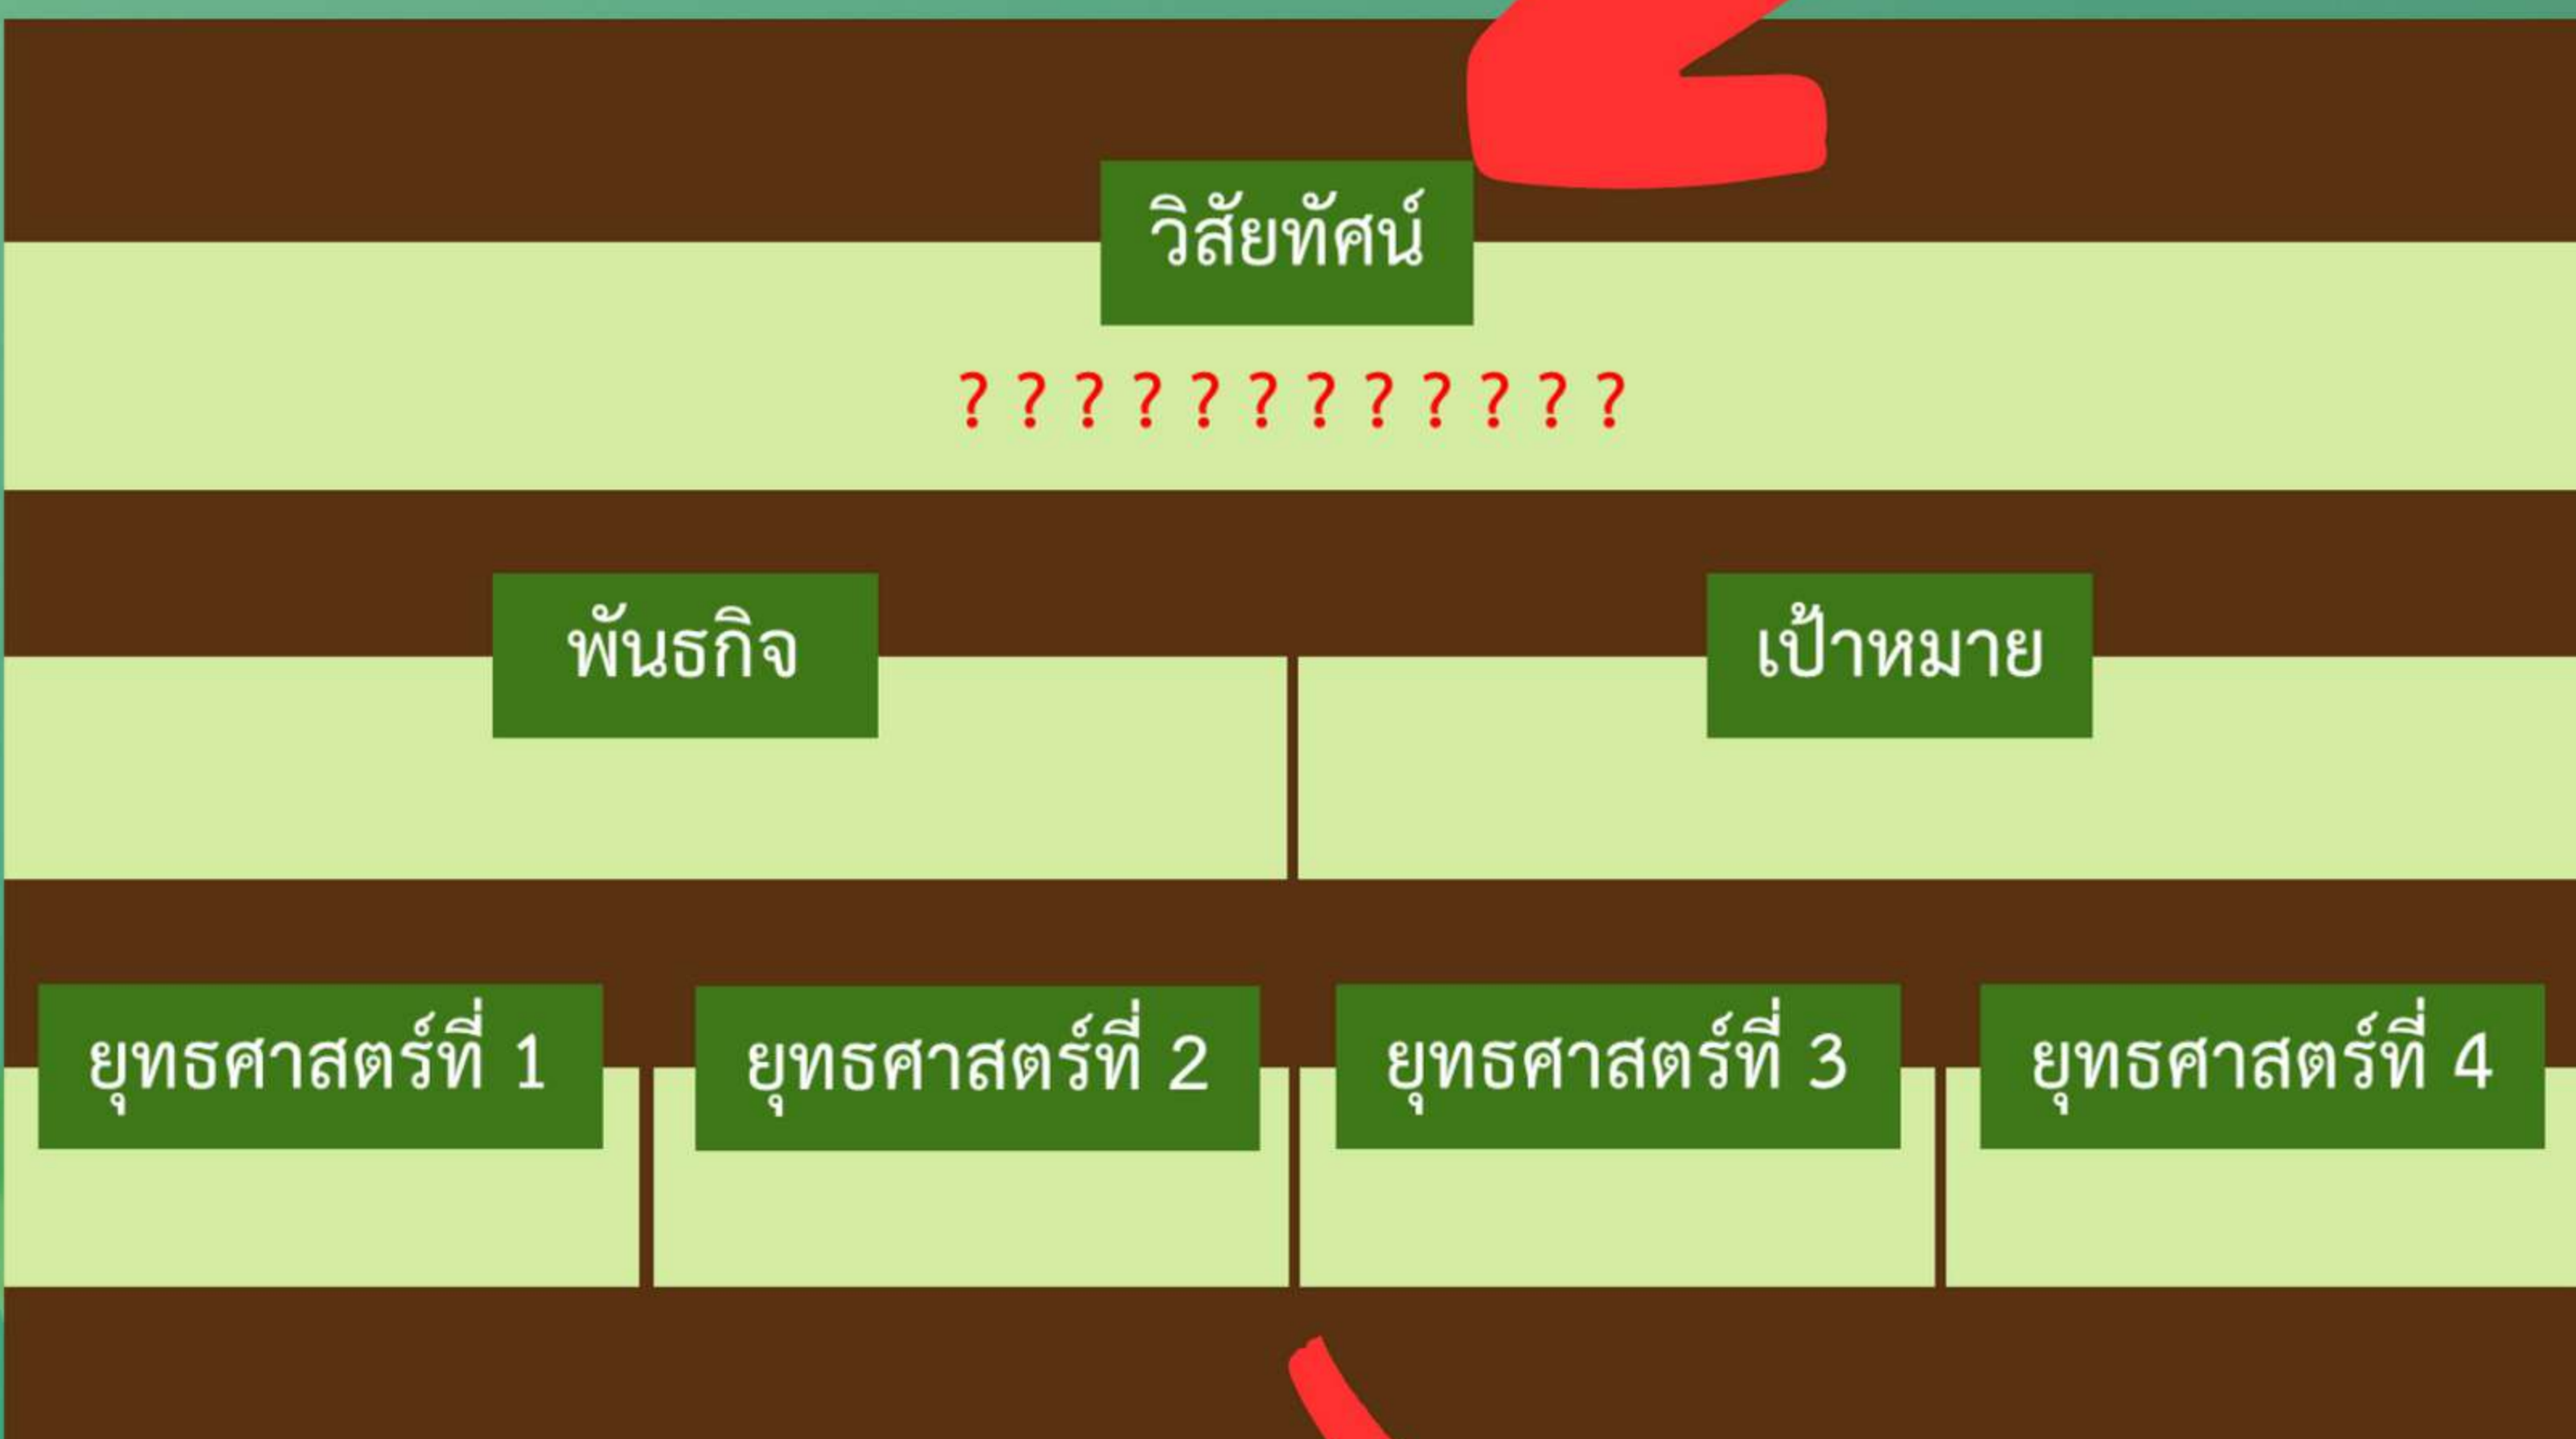 วิสัยทัศน์
? ? ? ? ? ? ? ? ? ? ? ?
พันธกิจ
เป้าหมาย
ยุทธศาสตร์ที่ 1
ยุทธศาสตร์ที่ 2
ยุทธศาสตร์ที่ 3
ยุทธศาสตร์ที่ 4